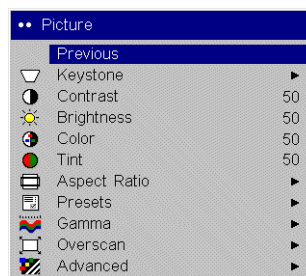 •• Picture
Previous
Keystone
Contrast 50
Brightness 50
Color 50
Tint 50
Aspect Ratio
Presets
Gamma
Overscan
Advanced